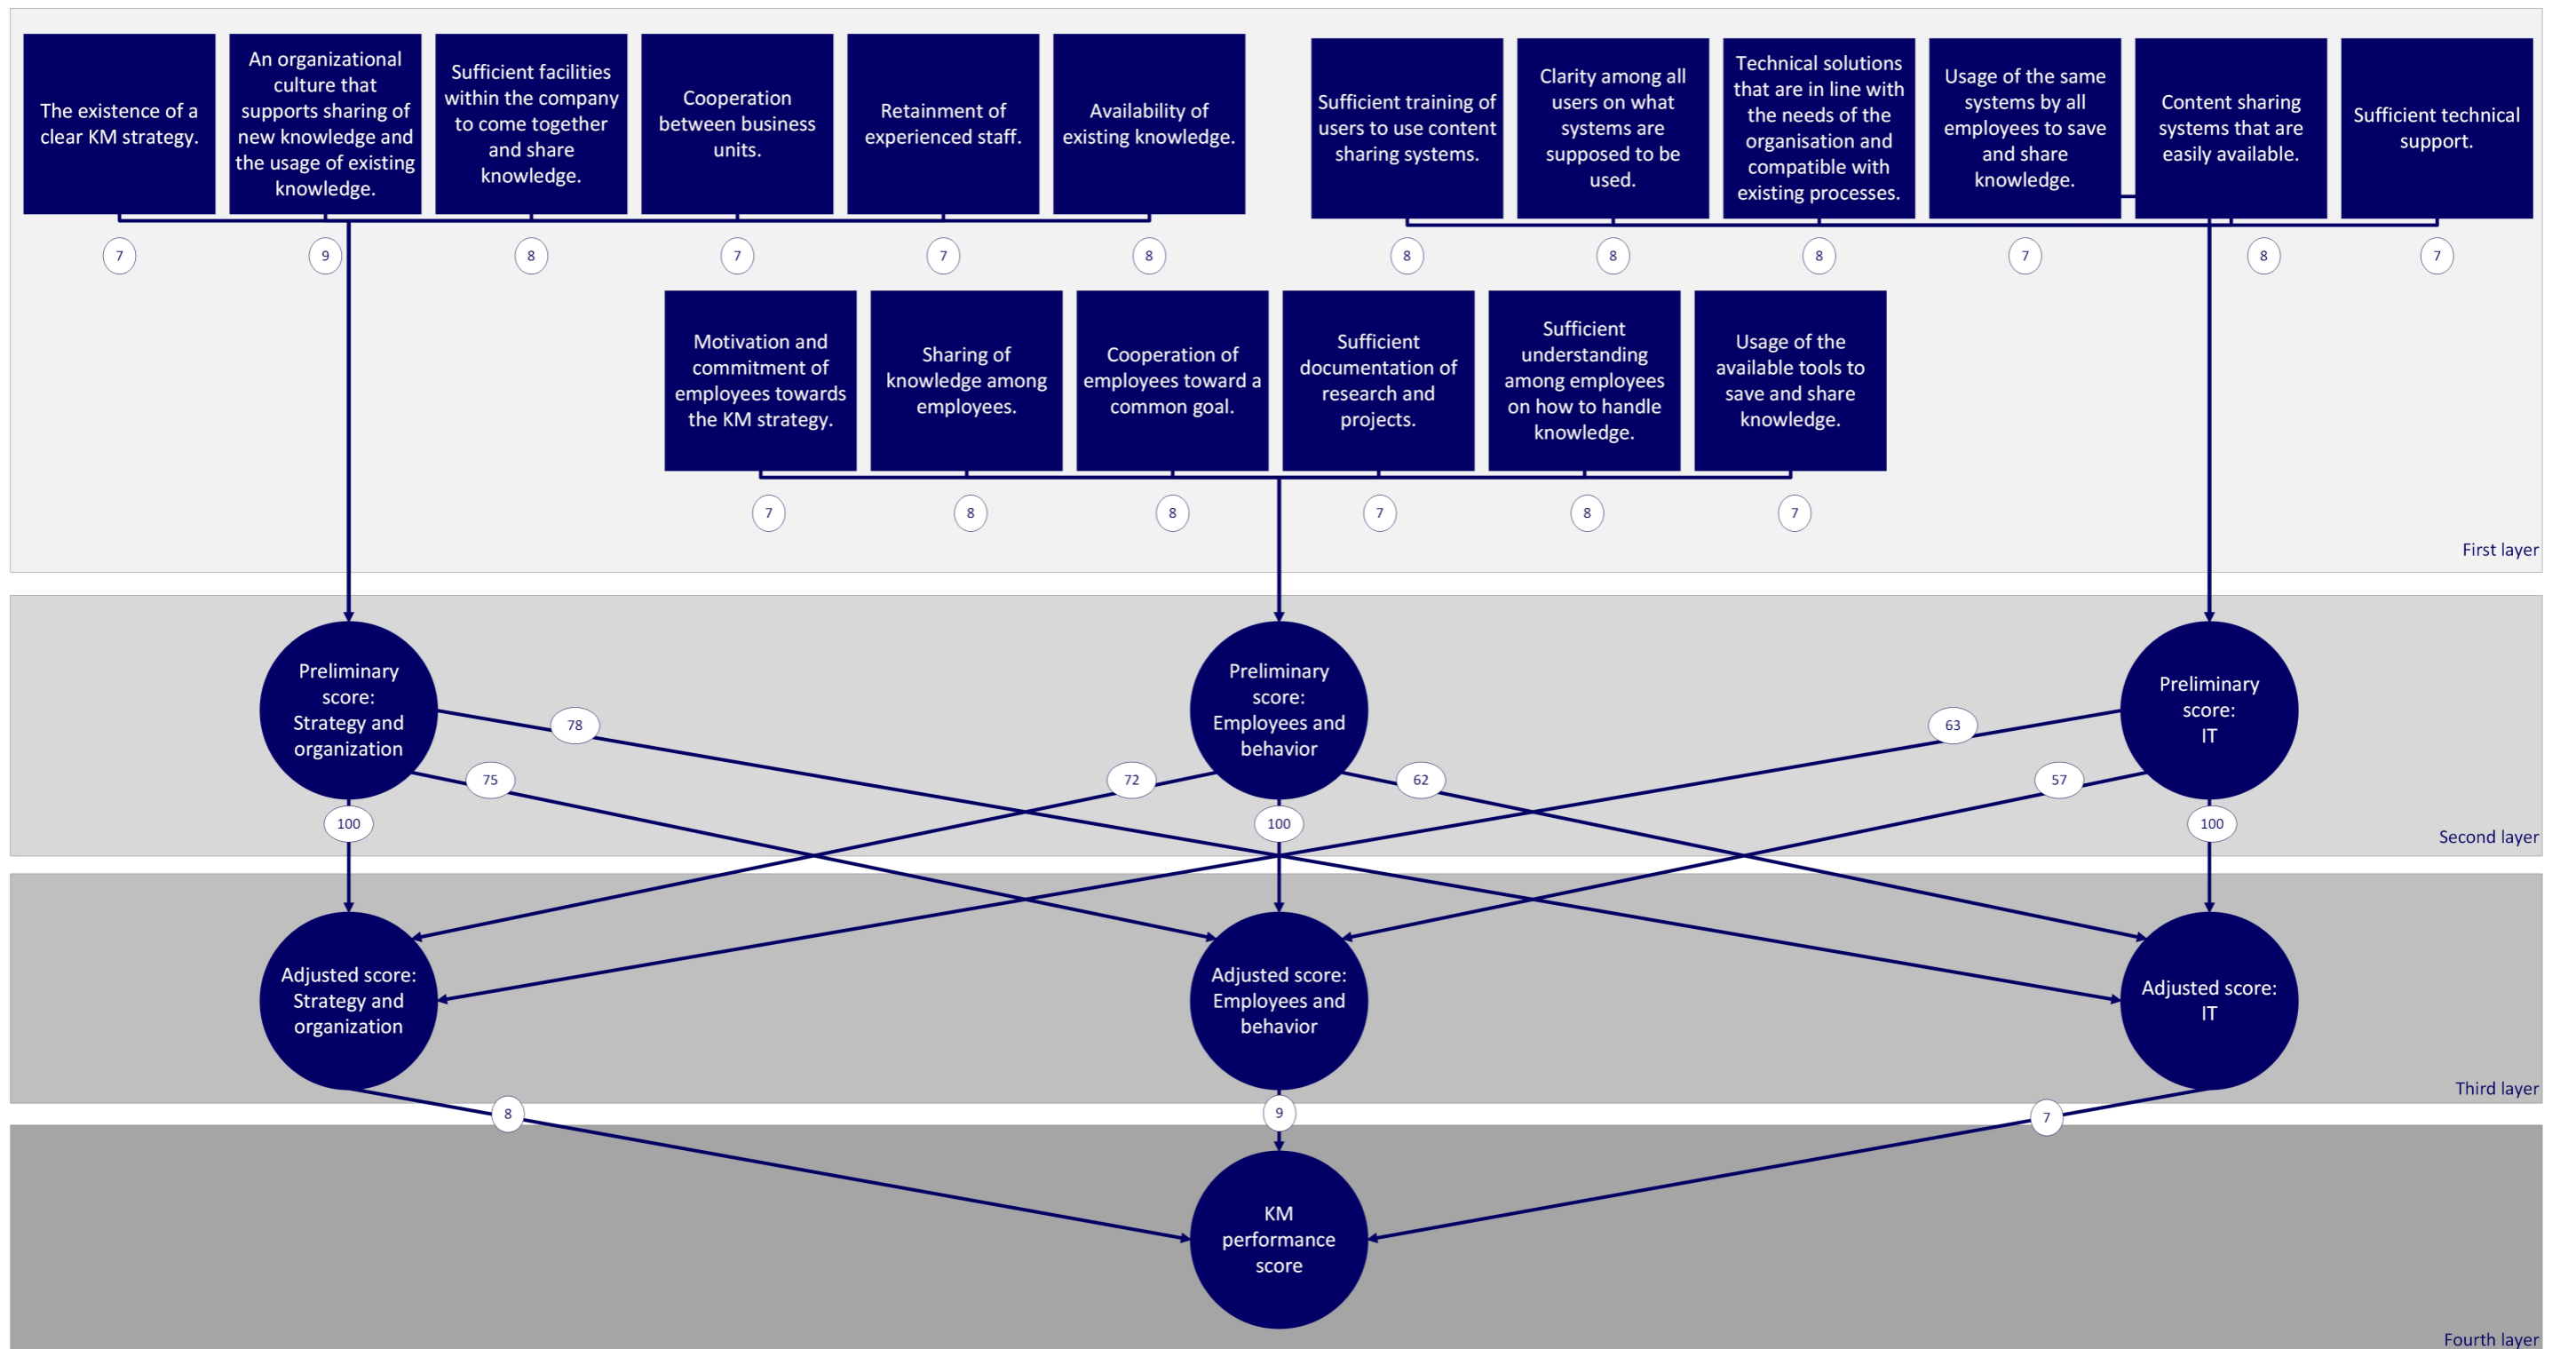 The existence of a
clear KM strategy.
An organizational
culture that
supports sharing of
new knowledge and
the usage of existing
knowledge.
Sufficient facilities
within the company
to come together
and share
knowledge.
Cooperation
between business
units.
Retainment of
experienced staff.
Availability of
existing knowledge.
Sufficient training of
users to use content
sharing systems.
Clarity among all
users on what
systems are
supposed to be
used.
Technical solutions
that are in line with
the needs of the
organisation and
compatible with
existing processes.
Usage of the same
systems by all
employees to save
and share
knowledge.
Content sharing
systems that are
easily available.
Sufficient technical
support.
7
9
8
7
7
8
8
8
8
7
8
7
Motivation and
commitment of
employees towards
the KM strategy.
Sharing of
knowledge among
employees.
Cooperation of
employees toward a
common goal.
Sufficient
documentation of
research and
projects.
Sufficient
understanding
among employees
on how to handle
knowledge.
Usage of the
available tools to
save and share
knowledge.
7
8
8
7
8
7
First layer
Preliminary
score:
Strategy and
organization
Preliminary
score:
Employees and
behavior
Preliminary
score:
IT
78
63
75
72
62
57
100
100
100
Second layer
Adjusted score:
Strategy and
organization
Adjusted score:
Employees and
behavior
Adjusted score:
IT
Third layer
8
9
7
KM
performance
score
Fourth layer